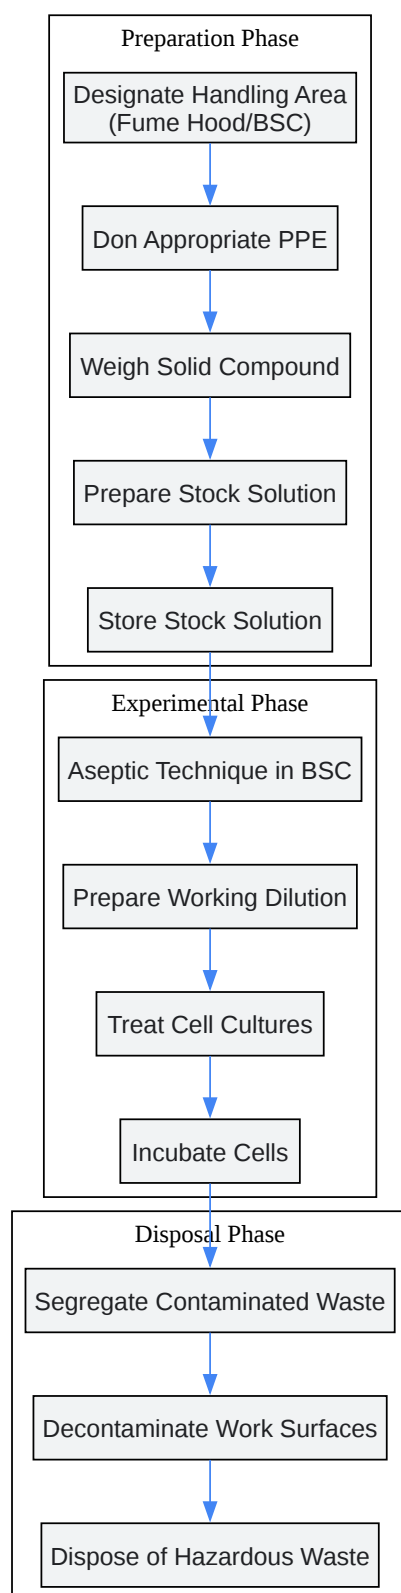 Preparation Phase
Designate Handling Area
(Fume Hood/BSC)
Don Appropriate PPE
Weigh Solid Compound
Prepare Stock Solution
Store Stock Solution
Experimental Phase
Aseptic Technique in BSC
Prepare Working Dilution
Treat Cell Cultures
Incubate Cells
Disposal Phase
Segregate Contaminated Waste
Decontaminate Work Surfaces
Dispose of Hazardous Waste